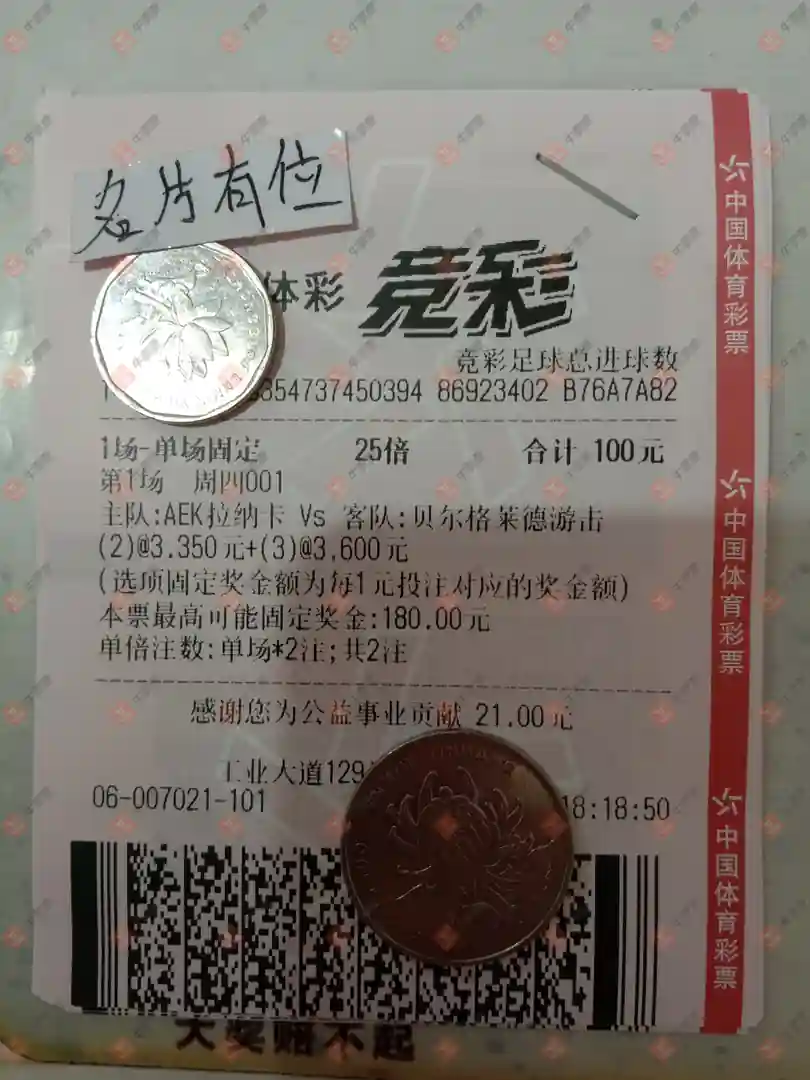 名片有位
体彩 竞彩
竞彩足球总进球数
854737450394 86923402 B76A7A82
1场-单场固定 25倍 合计 100元
第1场 周四001
主队:AEK拉纳卡 Vs 客队:贝尔格莱德游击
(2)@3.350元+(3)@3.600元
(选项固定奖金额为每1元投注对应的奖金额)
本票最高可能固定奖金:180.00元
单倍注数:单场*2注;共2注
感谢您为公益事业贡献 21.00元
工业大道129
06-007021-101 18:18:50
中国体育彩票
中国体育彩票
中国体育彩票